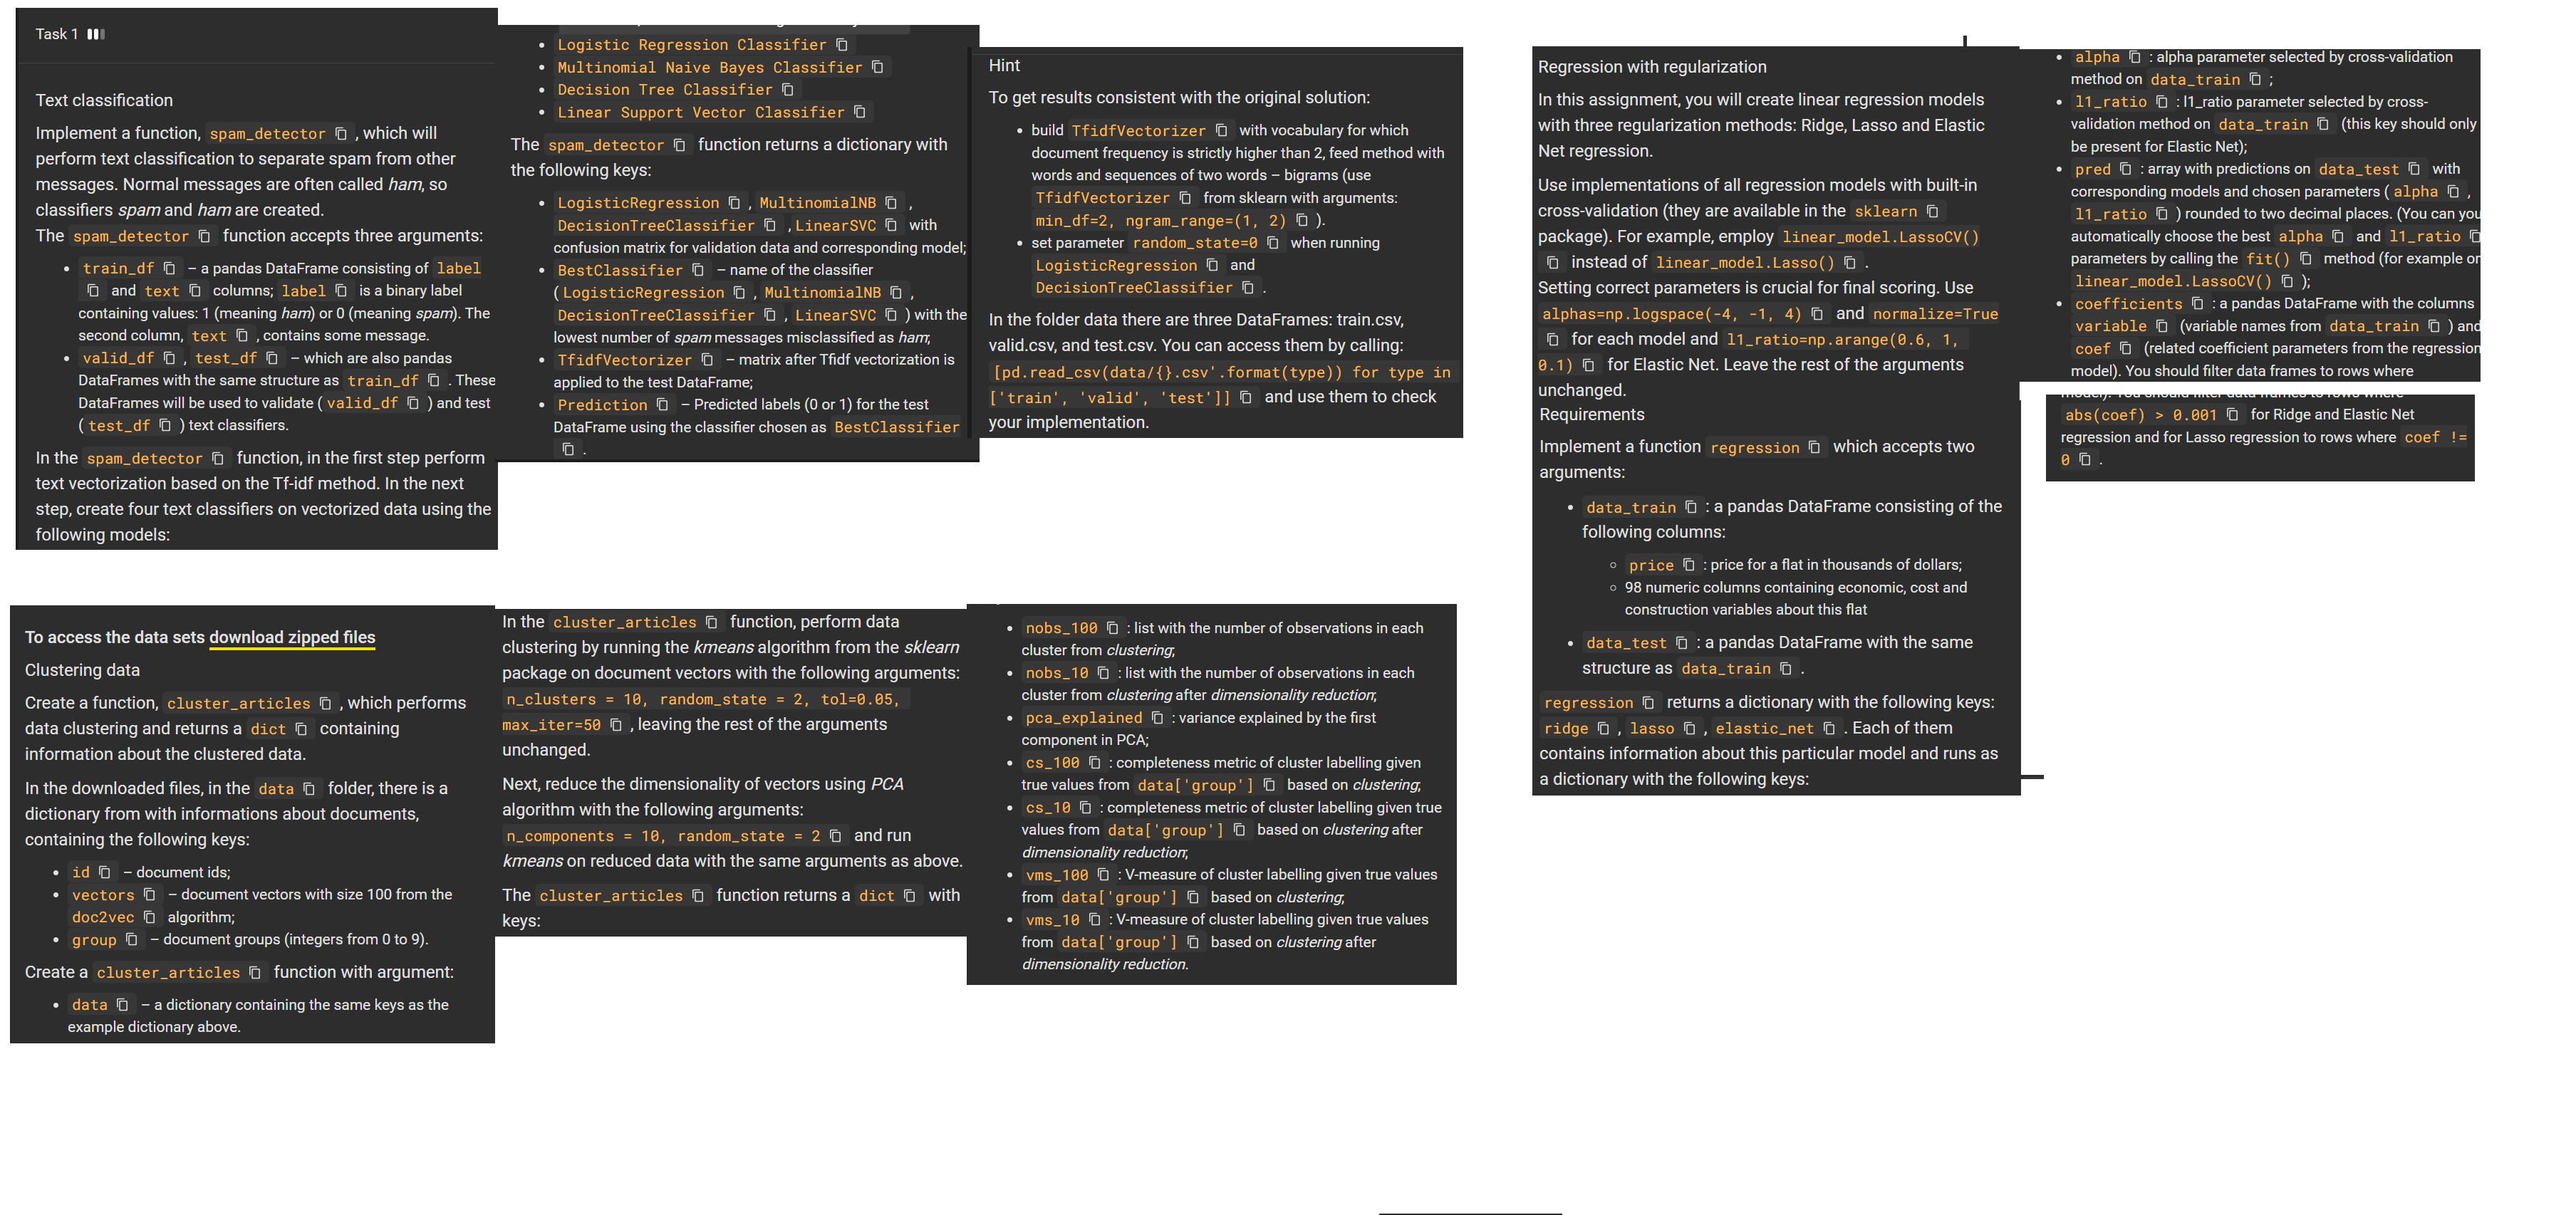 Task 1
Text classification
Implement a function, spam_detector , which will
perform text classification to separate spam from other
messages. Normal messages are often called ham, so
classifiers spam and ham are created.
The spam_detector function accepts three arguments:
• train_df – a pandas DataFrame consisting of label
and text columns; label is a binary label
containing values: 1 (meaning ham) or 0 (meaning spam). The
second column, text , contains some message.
• valid_df , test_df – which are also pandas
DataFrames with the same structure as train_df . These
DataFrames will be used to validate ( valid_df ) and test
( test_df ) text classifiers.
In the spam_detector function, in the first step perform
text vectorization based on the Tf-idf method. In the next
step, create four text classifiers on vectorized data using the
following models:
• Logistic Regression Classifier
• Multinomial Naive Bayes Classifier
• Decision Tree Classifier
• Linear Support Vector Classifier
The spam_detector function returns a dictionary with
the following keys:
• LogisticRegression , MultinomialNB ,
DecisionTreeClassifier , LinearSVC with
confusion matrix for validation data and corresponding model;
• BestClassifier – name of the classifier
( LogisticRegression , MultinomialNB ,
DecisionTreeClassifier , LinearSVC ) with the
lowest number of spam messages misclassified as ham;
• TfidfVectorizer – matrix after Tfidf vectorization is
applied to the test DataFrame;
• Prediction – Predicted labels (0 or 1) for the test
DataFrame using the classifier chosen as BestClassifier
.
Hint
To get results consistent with the original solution:
• build TfidfVectorizer with vocabulary for which
document frequency is strictly higher than 2, feed method with
words and sequences of two words – bigrams (use
TfidfVectorizer from sklearn with arguments:
min_df=2, ngram_range=(1, 2) ).
• set parameter random_state=0 when running
LogisticRegression and
DecisionTreeClassifier .
In the folder data there are three DataFrames: train.csv,
valid.csv, and test.csv. You can access them by calling:
[pd.read_csv(data/{}.csv'.format(type)) for type in
['train', 'valid', 'test']] and use them to check
your implementation.
Regression with regularization
In this assignment, you will create linear regression models
with three regularization methods: Ridge, Lasso and Elastic
Net regression.
Use implementations of all regression models with built-in
cross-validation (they are available in the sklearn
package). For example, employ linear_model.LassoCV()
instead of linear_model.Lasso() .
Setting correct parameters is crucial for final scoring. Use
alphas=np.logspace(-4, -1, 4) and normalize=True
for each model and l1_ratio=np.arange(0.6, 1,
0.1) for Elastic Net. Leave the rest of the arguments
unchanged.
Requirements
Implement a function regression which accepts two
arguments:
• data_train : a pandas DataFrame consisting of the
following columns:
◦ price : price for a flat in thousands of dollars;
◦ 98 numeric columns containing economic, cost and
construction variables about this flat
• data_test : a pandas DataFrame with the same
structure as data_train .
regression returns a dictionary with the following keys:
ridge , lasso , elastic_net . Each of them
contains information about this particular model and runs as
a dictionary with the following keys:
• alpha : alpha parameter selected by cross-validation
method on data_train ;
• l1_ratio : l1_ratio parameter selected by cross-
validation method on data_train (this key should only
be present for Elastic Net);
• pred : array with predictions on data_test with
corresponding models and chosen parameters ( alpha ,
l1_ratio ) rounded to two decimal places. (You can you
automatically choose the best alpha and l1_ratio
parameters by calling the fit() method (for example or
linear_model.LassoCV() );
• coefficients : a pandas DataFrame with the columns
variable (variable names from data_train ) and
coef (related coefficient parameters from the regression
model). You should filter data frames to rows where
abs(coef) > 0.001 for Ridge and Elastic Net
regression and for Lasso regression to rows where coef !=
0 .
To access the data sets download zipped files
Clustering data
Create a function, cluster_articles , which performs
data clustering and returns a dict containing
information about the clustered data.
In the downloaded files, in the data folder, there is a
dictionary from with informations about documents,
containing the following keys:
• id – document ids;
• vectors – document vectors with size 100 from the
doc2vec algorithm;
• group – document groups (integers from 0 to 9).
Create a cluster_articles function with argument:
• data – a dictionary containing the same keys as the
example dictionary above.
In the cluster_articles function, perform data
clustering by running the kmeans algorithm from the sklearn
package on document vectors with the following arguments:
n_clusters = 10, random_state = 2, tol=0.05,
max_iter=50 , leaving the rest of the arguments
unchanged.
Next, reduce the dimensionality of vectors using PCA
algorithm with the following arguments:
n_components = 10, random_state = 2 and run
kmeans on reduced data with the same arguments as above.
The cluster_articles function returns a dict with
keys:
• nobs_100 : list with the number of observations in each
cluster from clustering;
• nobs_10 : list with the number of observations in each
cluster from clustering after dimensionality reduction;
• pca_explained : variance explained by the first
component in PCA;
• cs_100 : completeness metric of cluster labelling given
true values from data['group'] based on clustering;
• cs_10 : completeness metric of cluster labelling given true
values from data['group'] based on clustering after
dimensionality reduction;
• vms_100 : V-measure of cluster labelling given true values
from data['group'] based on clustering;
• vms_10 : V-measure of cluster labelling given true values
from data['group'] based on clustering after
dimensionality reduction.